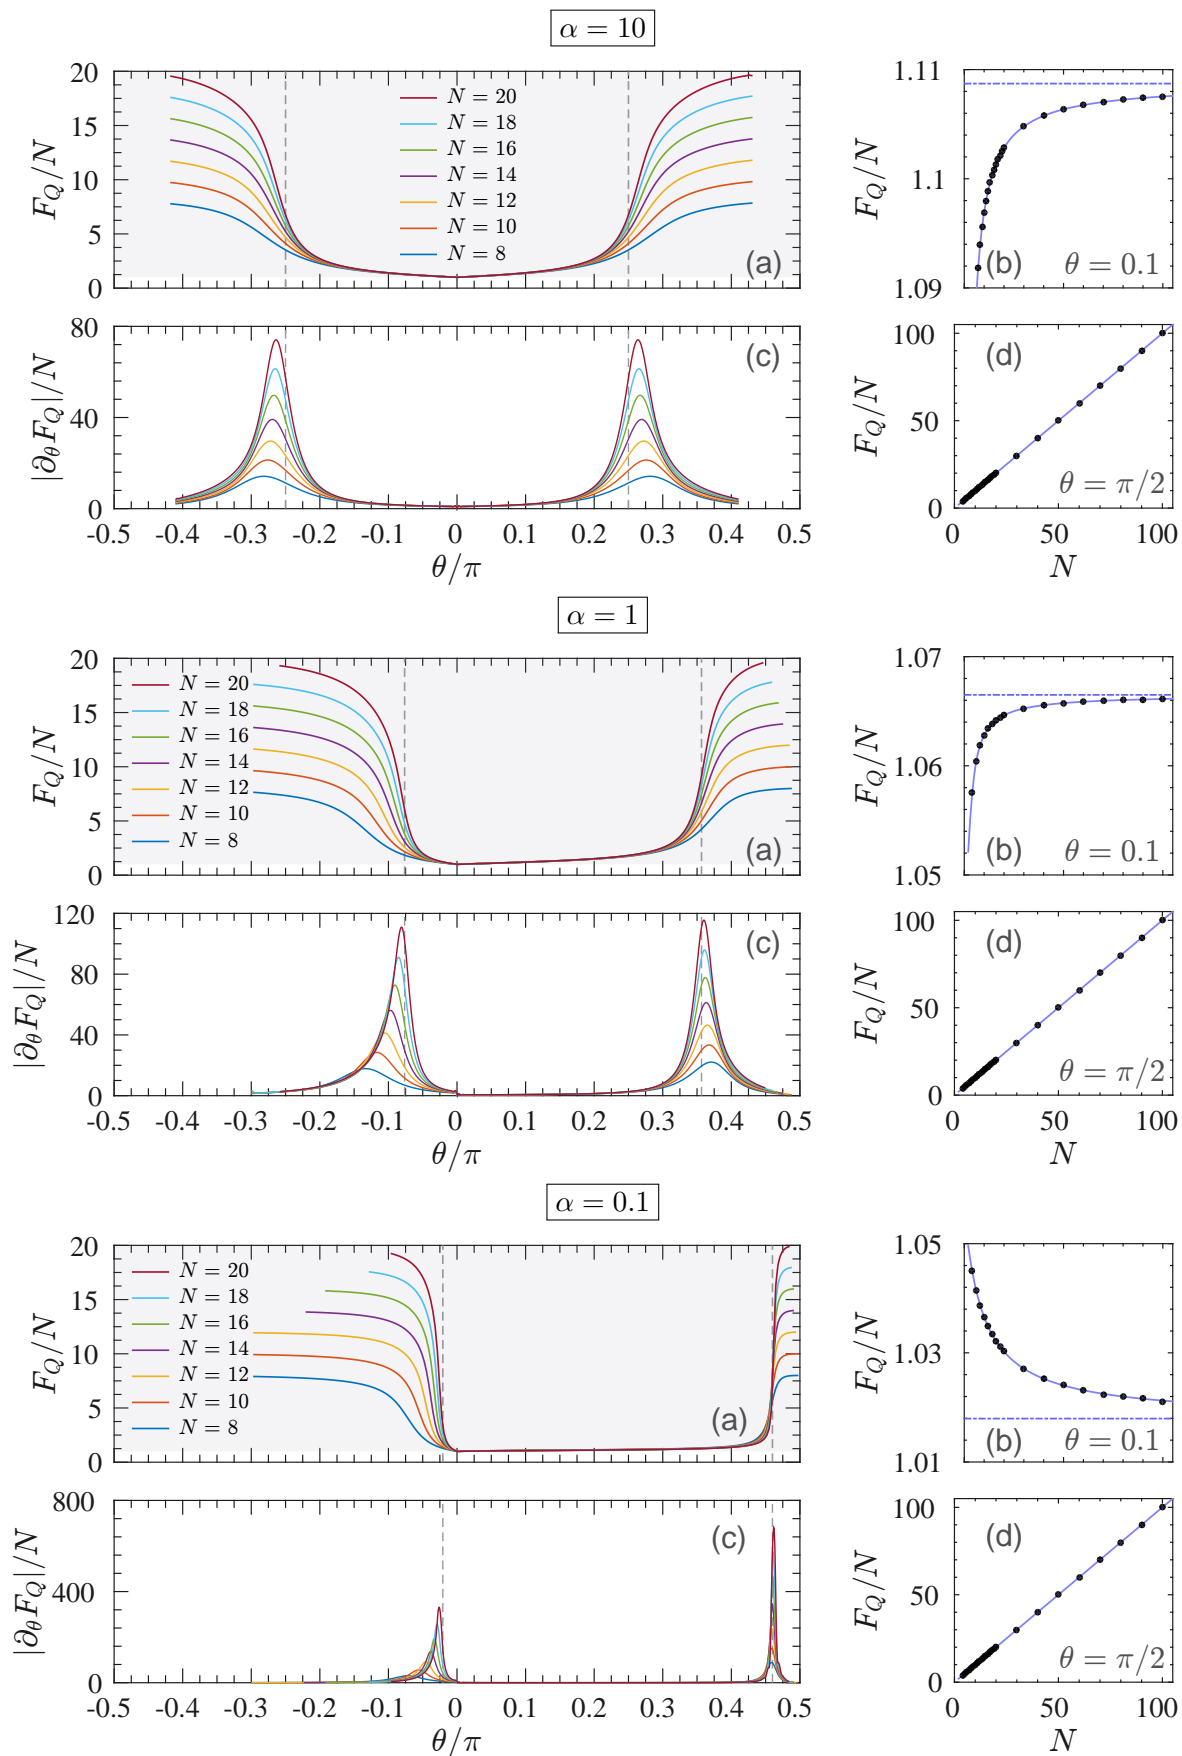 α = 10
F_Q/N
20
15
10
5
0
N = 20
N = 18
N = 16
N = 14
N = 12
N = 10
N = 8
(a)
F_Q/N
1.11
1.1
1.09
(b)
θ = 0.1
|∂_θ F_Q|/N
80
40
0
(c)
-0.5 -0.4 -0.3 -0.2 -0.1 0 0.1 0.2 0.3 0.4 0.5
θ/π
F_Q/N
100
50
0
(d)
θ = π/2
0 50 100
N
α = 1
F_Q/N
20
15
10
5
0
N = 20
N = 18
N = 16
N = 14
N = 12
N = 10
N = 8
(a)
F_Q/N
1.07
1.06
1.05
(b)
θ = 0.1
|∂_θ F_Q|/N
120
80
40
0
(c)
-0.5 -0.4 -0.3 -0.2 -0.1 0 0.1 0.2 0.3 0.4 0.5
θ/π
F_Q/N
100
50
0
(d)
θ = π/2
0 50 100
N
α = 0.1
F_Q/N
20
15
10
5
0
N = 20
N = 18
N = 16
N = 14
N = 12
N = 10
N = 8
(a)
F_Q/N
1.05
1.03
1.01
(b)
θ = 0.1
|∂_θ F_Q|/N
800
400
0
(c)
-0.5 -0.4 -0.3 -0.2 -0.1 0 0.1 0.2 0.3 0.4 0.5
θ/π
F_Q/N
100
50
0
(d)
θ = π/2
0 50 100
N